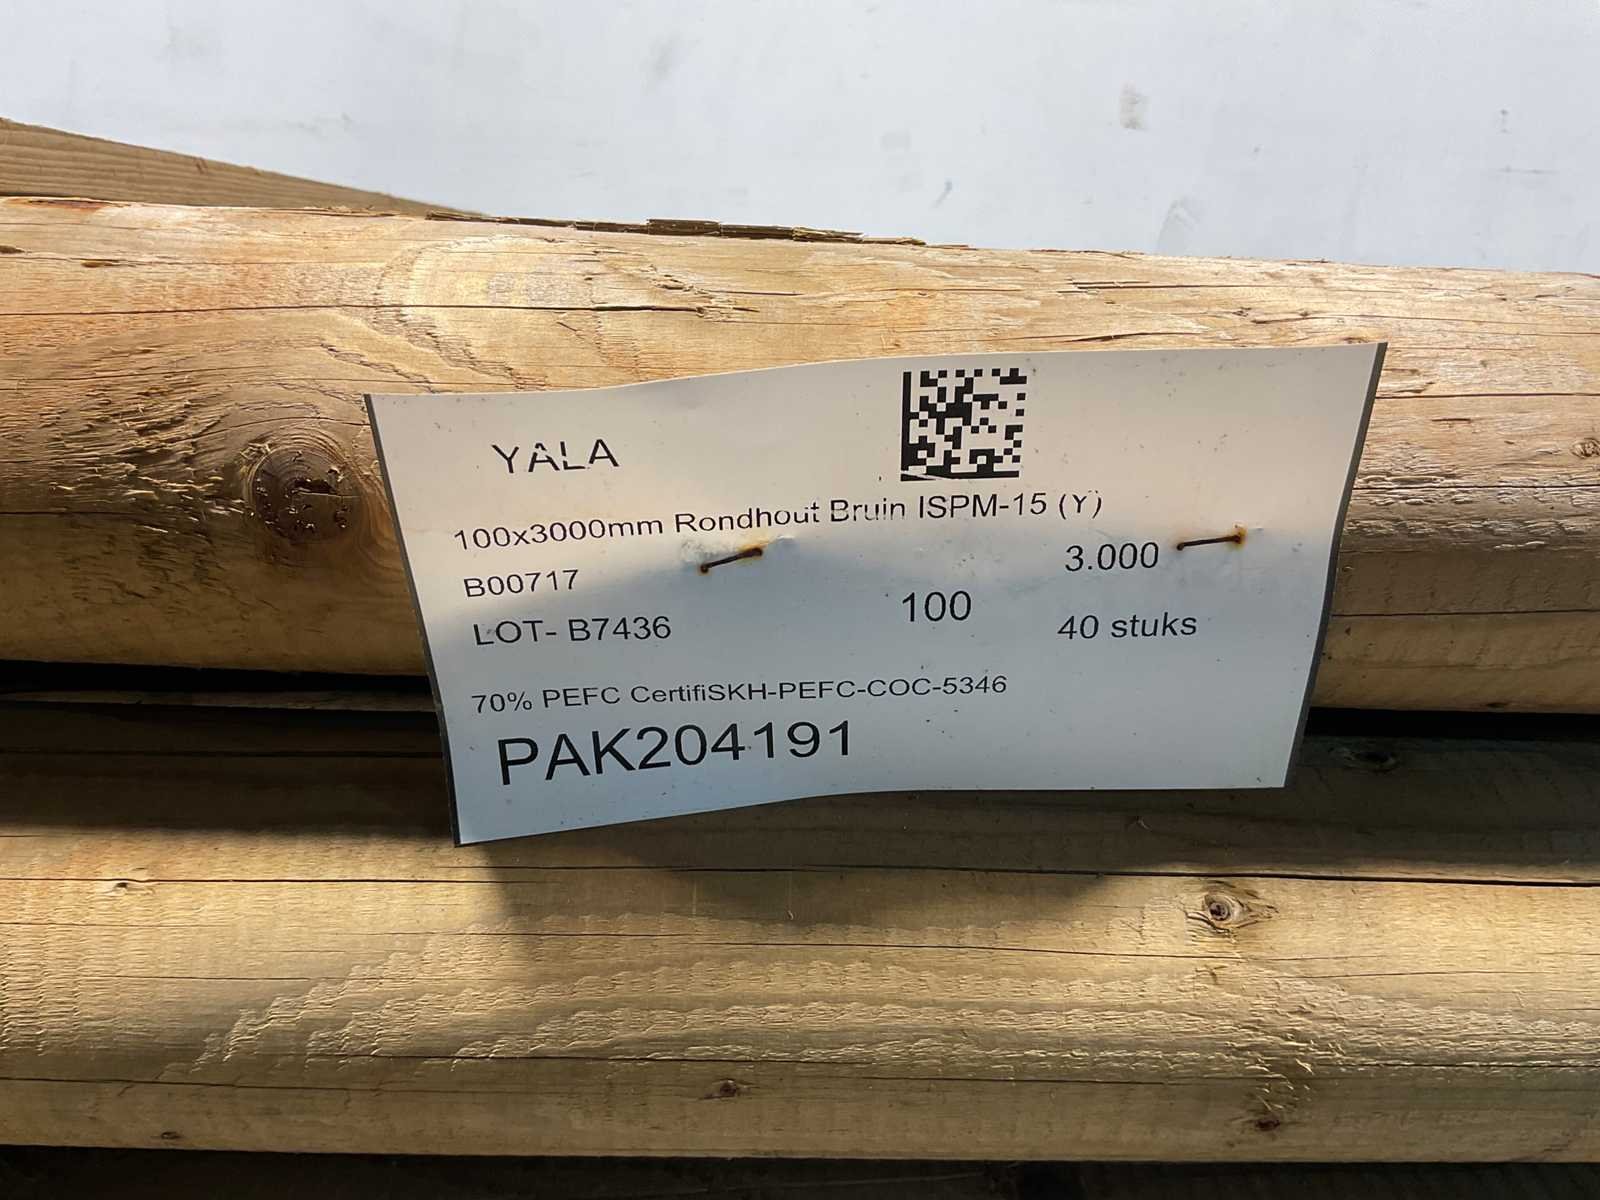 YALA
100x3000mm Rondhout Bruin ISPM-15 (Y)
B00717
3.000
LOT- B7436
100
40 stuks
70% PEFC CertifiSKH-PEFC-COC-5346
PAK204191